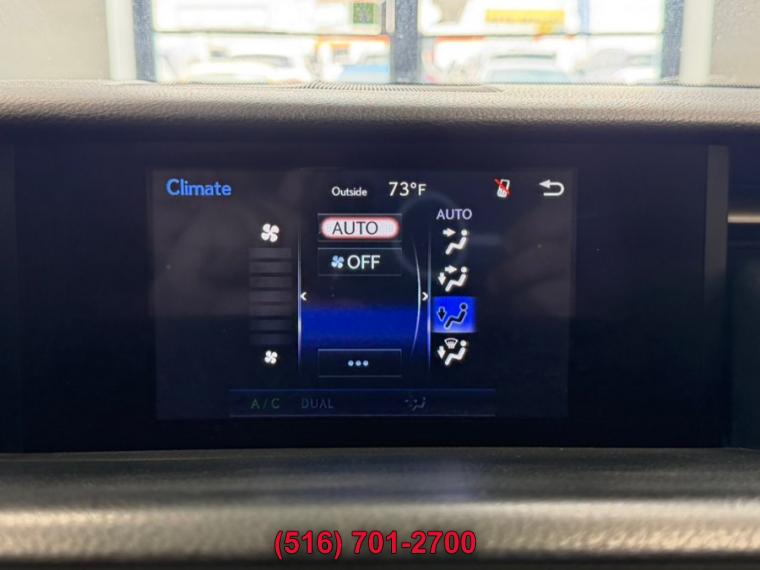 Climate
Outside 73°F
AUTO
AUTO
OFF
A/C DUAL
(516) 701-2700